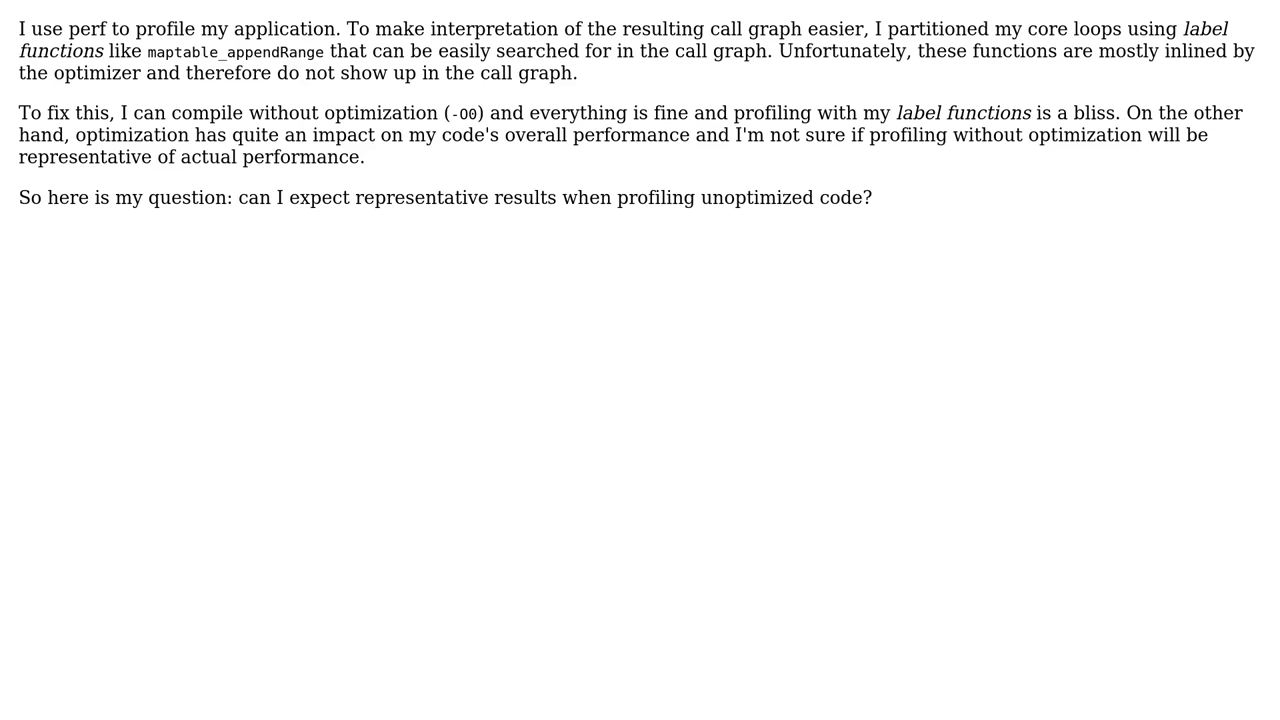 I use perf to profile my application. To make interpretation of the resulting call graph easier, I partitioned my core loops using label
functions like maptable_appendRange that can be easily searched for in the call graph. Unfortunately, these functions are mostly inlined by
the optimizer and therefore do not show up in the call graph.
To fix this, I can compile without optimization (-O0) and everything is fine and profiling with my label functions is a bliss. On the other
hand, optimization has quite an impact on my code's overall performance and I'm not sure if profiling without optimization will be
representative of actual performance.
So here is my question: can I expect representative results when profiling unoptimized code?